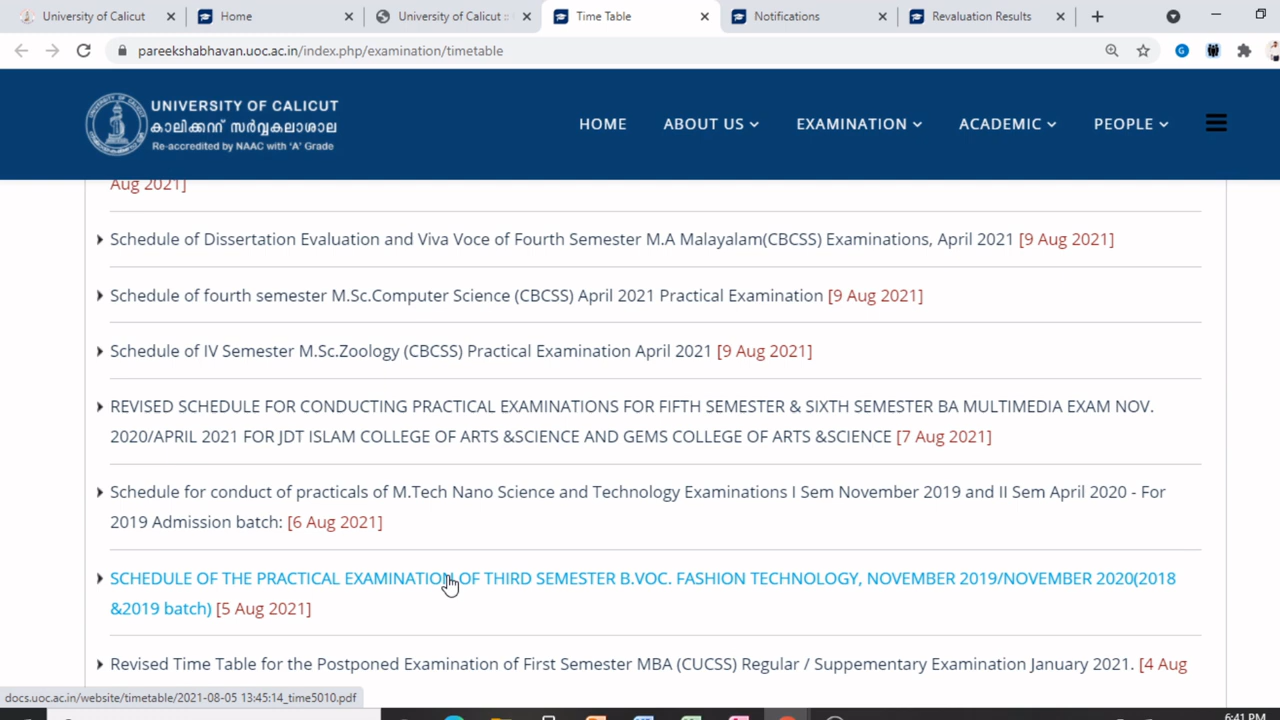 University of Calicut
Home
University of Calicut ::
Time Table
Notifications
Revaluation Results
pareekshabhavan.uoc.ac.in/index.php/examination/timetable
UNIVERSITY OF CALICUT
കാലിക്കറ്റ് സർവ്വകലാശാല
Re-accredited by NAAC with 'A' Grade
HOME
ABOUT US
EXAMINATION
ACADEMIC
PEOPLE
Aug 2021]
Schedule of Dissertation Evaluation and Viva Voce of Fourth Semester M.A Malayalam(CBCSS) Examinations, April 2021 [9 Aug 2021]
Schedule of fourth semester M.Sc.Computer Science (CBCSS) April 2021 Practical Examination [9 Aug 2021]
Schedule of IV Semester M.Sc.Zoology (CBCSS) Practical Examination April 2021 [9 Aug 2021]
REVISED SCHEDULE FOR CONDUCTING PRACTICAL EXAMINATIONS FOR FIFTH SEMESTER & SIXTH SEMESTER BA MULTIMEDIA EXAM NOV.
2020/APRIL 2021 FOR JDT ISLAM COLLEGE OF ARTS &SCIENCE AND GEMS COLLEGE OF ARTS &SCIENCE [7 Aug 2021]
Schedule for conduct of practicals of M.Tech Nano Science and Technology Examinations I Sem November 2019 and II Sem April 2020 - For
2019 Admission batch: [6 Aug 2021]
SCHEDULE OF THE PRACTICAL EXAMINATION OF THIRD SEMESTER B.VOC. FASHION TECHNOLOGY, NOVEMBER 2019/NOVEMBER 2020(2018
&2019 batch) [5 Aug 2021]
Revised Time Table for the Postponed Examination of First Semester MBA (CUCSS) Regular / Suppementary Examination January 2021. [4 Aug
docs.uoc.ac.in/website/timetable/2021-08-05 13:45:14_time5010.pdf
6:41 PM